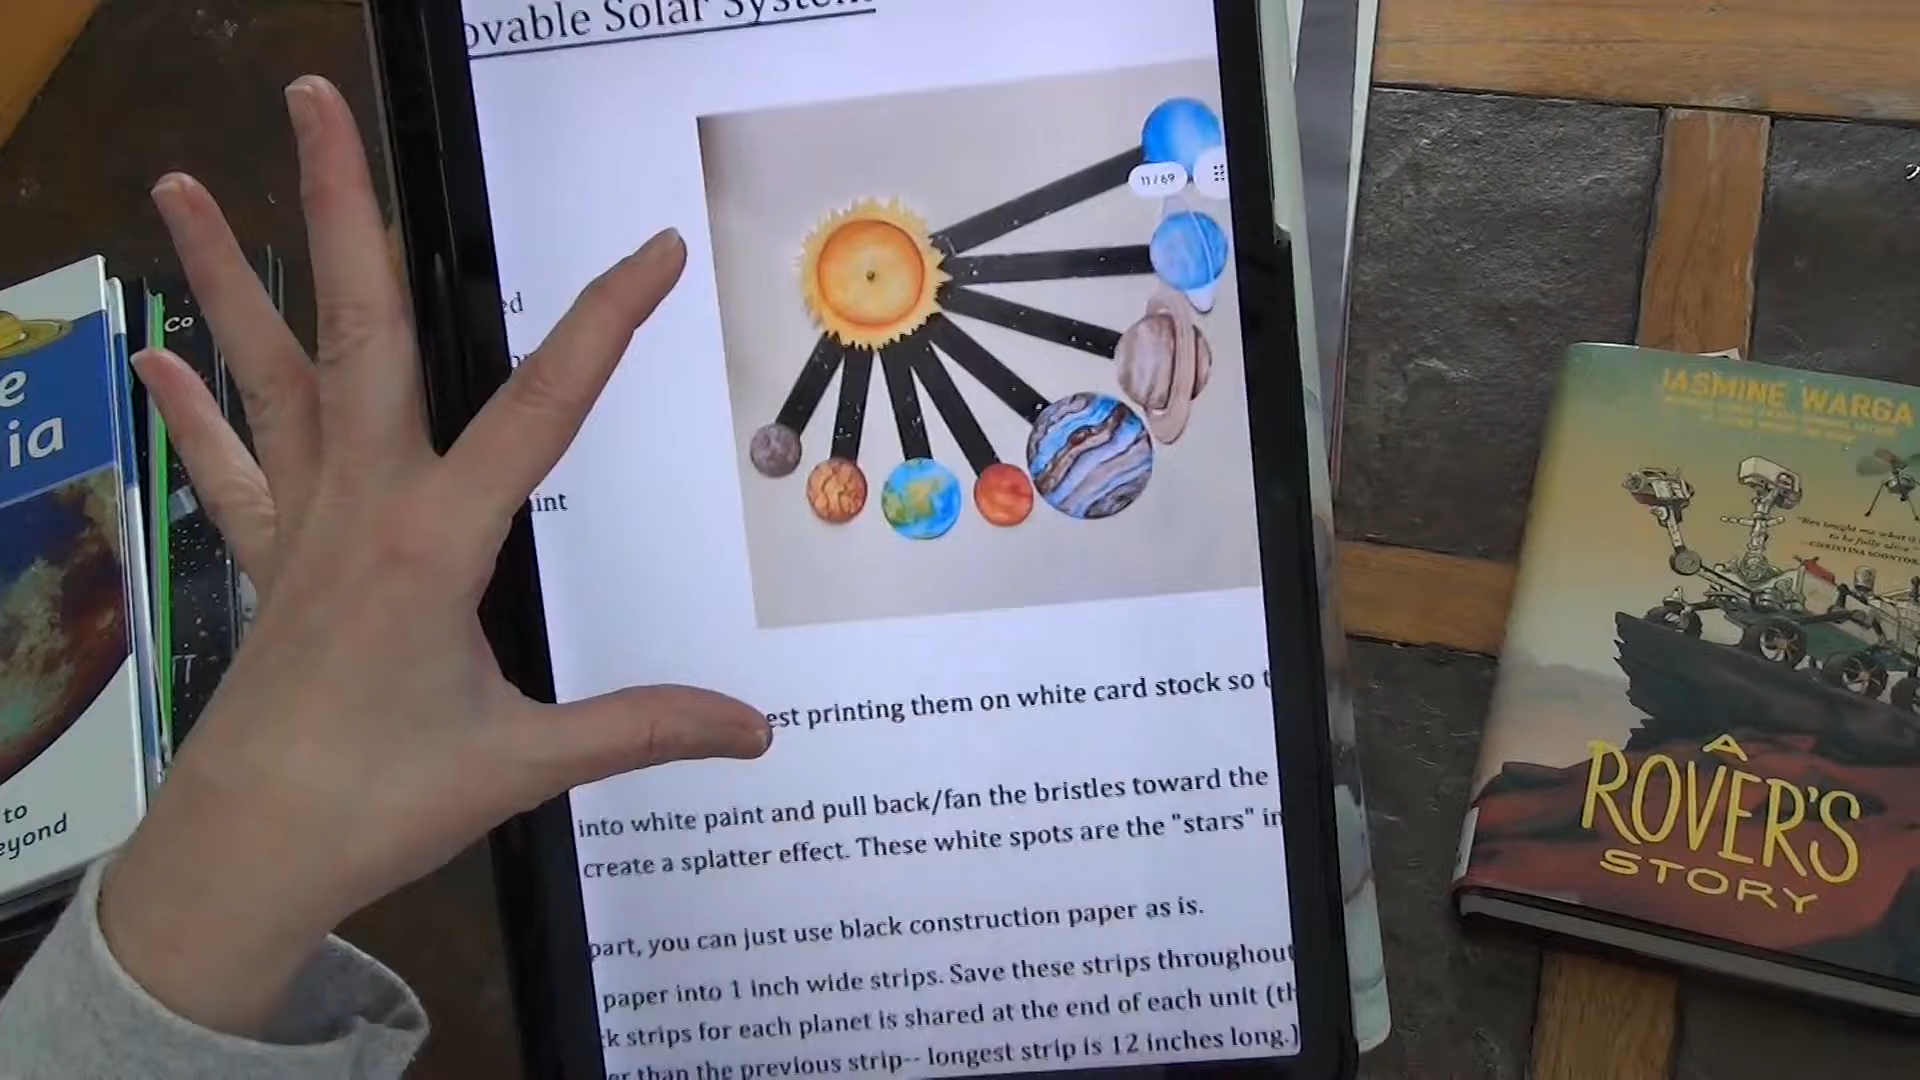 ovable Solar System
11/69
ed
int
est printing them on white card stock so t
into white paint and pull back/fan the bristles toward the
create a splatter effect. These white spots are the "stars" in
part, you can just use black construction paper as is.
paper into 1 inch wide strips. Save these strips throughout
k strips for each planet is shared at the end of each unit (th
er than the previous strip-- longest strip is 12 inches long.)
e
ia
to
eyond
Co
JASMINE WARGA
A
ROVER'S
STORY